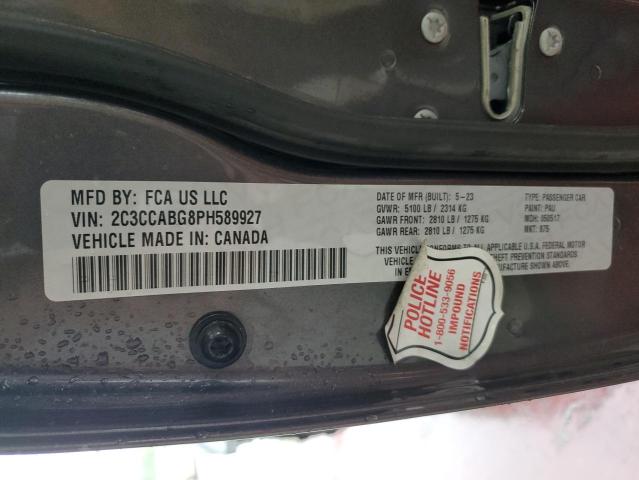 MFD BY: FCA US LLC
VIN: 2C3CCABG8PH589927
VEHICLE MADE IN: CANADA
DATE OF MFR (BUILT): 5-23
GVWR: 5100 LB / 2314 KG
GAWR FRONT: 2810 LB / 1275 KG
GAWR REAR: 2810 LB / 1275 KG
TYPE: PASSENGER CAR
PAINT: PAU
MDH: 050517
MKT: 875
THIS VEHICLE CONFORMS TO ALL APPLICABLE U.S.A. FEDERAL MOTOR
VEHICLE THEFT PREVENTION STANDARDS
IN MANUFACTURE SHOWN ABOVE.
POLICE
HOTLINE
1-800-533-9056
IMPOUND
NOTIFICATIONS